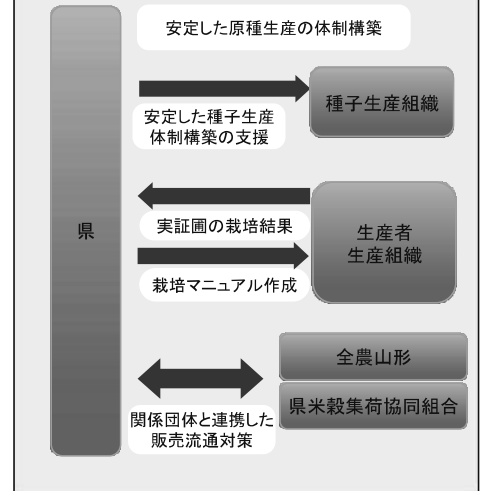 安定した原種生産の体制構築
種子生産組織
安定した種子生産
体制構築の支援
県
実証圃の栽培結果
生産者
生産組織
栽培マニュアル作成
全農山形
県米穀集荷協同組合
関係団体と連携した
販売流通対策